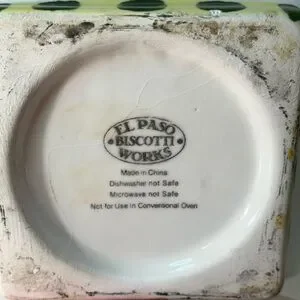 EL PASO
BISCOTTI
WORKS
Made in China
Dishwasher not Safe
Microwave not Safe
Not for Use in Conventional Oven